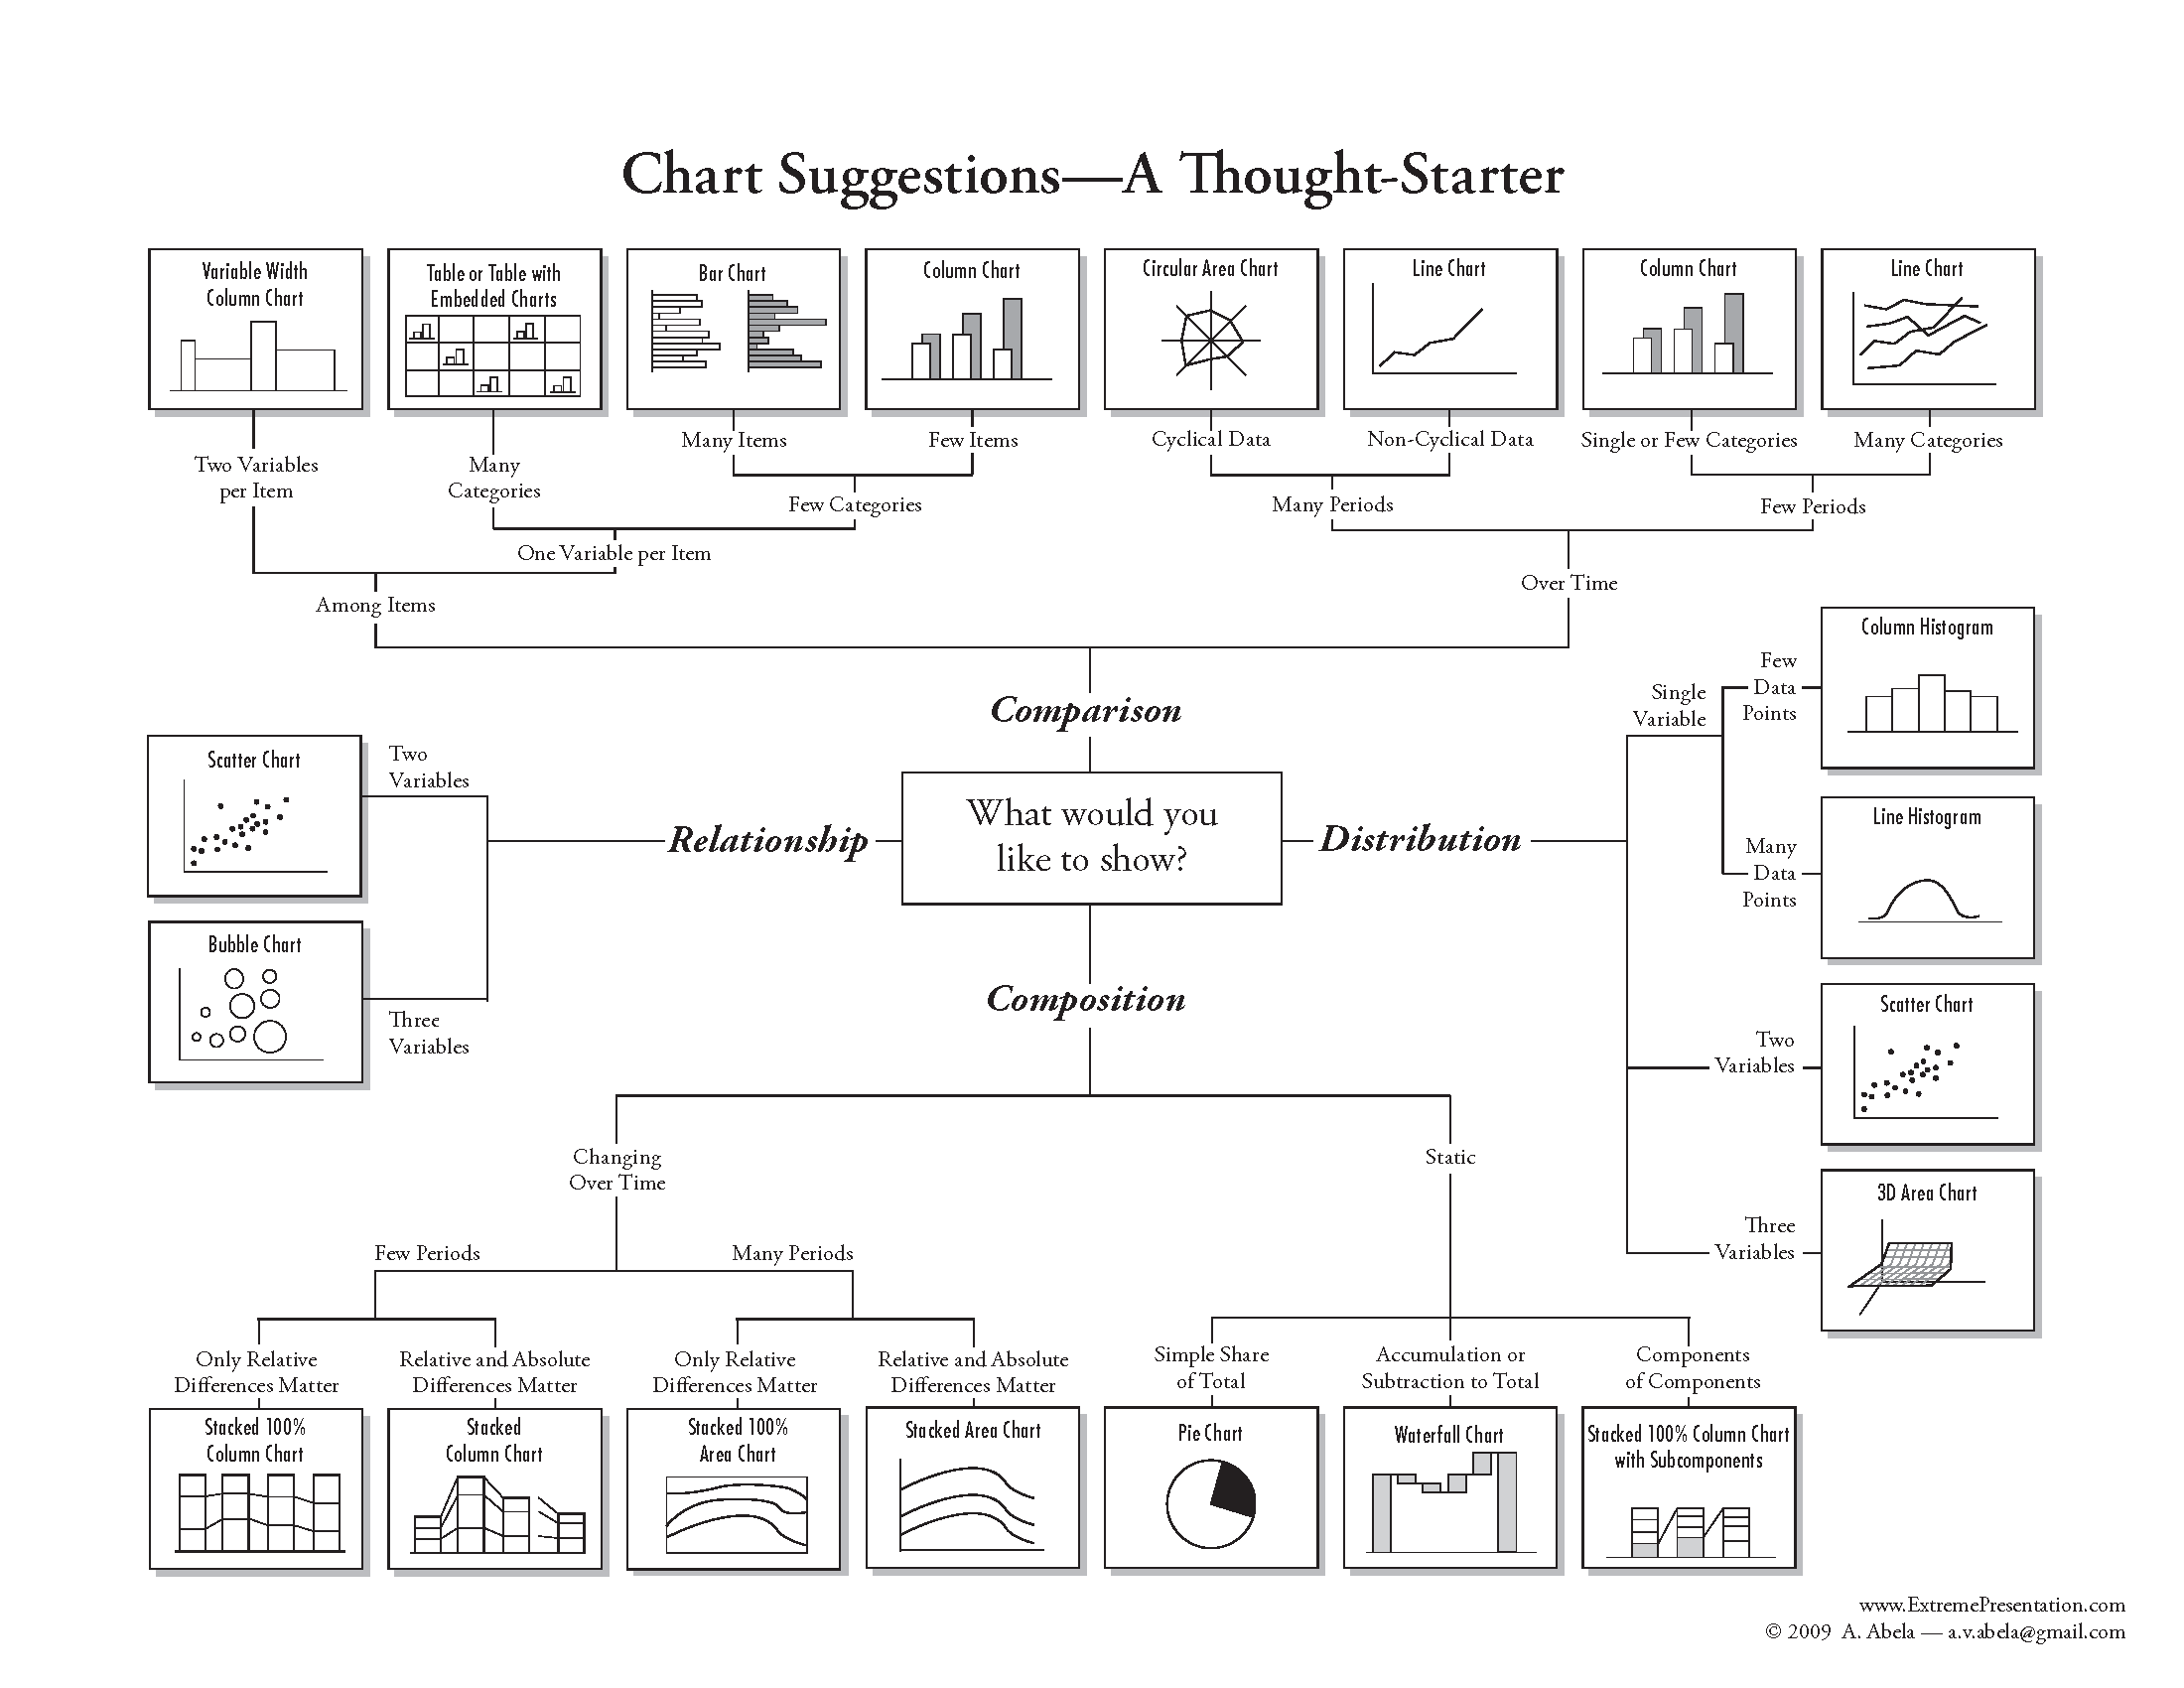 Chart Suggestions—A Thought-Starter
Variable Width
Column Chart
Table or Table with
Embedded Charts
Bar Chart
Column Chart
Circular Area Chart
Line Chart
Column Chart
Line Chart
Two Variables
per Item
Many
Categories
Many Items
Few Items
Cyclical Data
Non-Cyclical Data
Single or Few Categories
Many Categories
Few Categories
Many Periods
Few Periods
One Variable per Item
Among Items
Over Time
Comparison
What would you
like to show?
Relationship
Two
Variables
Scatter Chart
Three
Variables
Bubble Chart
Distribution
Single
Variable
Few
Data
Points
Column Histogram
Many
Data
Points
Line Histogram
Two
Variables
Scatter Chart
Three
Variables
3D Area Chart
Composition
Changing
Over Time
Static
Few Periods
Many Periods
Only Relative
Differences Matter
Relative and Absolute
Differences Matter
Only Relative
Differences Matter
Relative and Absolute
Differences Matter
Simple Share
of Total
Accumulation or
Subtraction to Total
Components
of Components
Stacked 100%
Column Chart
Stacked
Column Chart
Stacked 100%
Area Chart
Stacked Area Chart
Pie Chart
Waterfall Chart
Stacked 100% Column Chart
with Subcomponents
www.ExtremePresentation.com
© 2009 A. Abela — a.v.abela@gmail.com